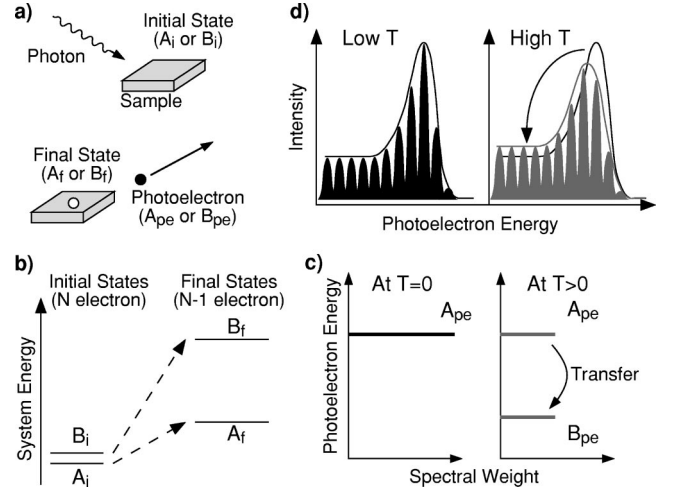 a)
Initial State
(Ai or Bi)
Photon
Sample
Final State
(Af or Bf)
Photoelectron
(Ape or Bpe)
b)
Initial States
(N electron)
Final States
(N-1 electron)
System Energy
Bf
Af
Bi
Ai
d)
Low T
High T
Intensity
Photoelectron Energy
c)
At T=0
At T>0
Photoelectron Energy
Ape
Ape
Transfer
Bpe
Spectral Weight